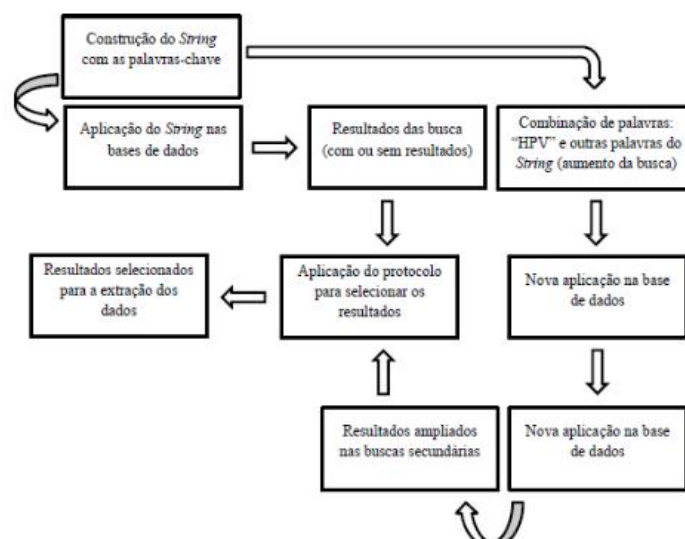 Construção do String
com as palavras-chave
Aplicação do String nas
bases de dados
Resultados das busca
(com ou sem resultados)
Combinação de palavras:
“HPV” e outras palavras do
String (aumento da busca)
Resultados selecionados
para a extração dos
dados
Aplicação do protocolo
para selecionar os
resultados
Nova aplicação na base
de dados
Resultados ampliados
nas buscas secundárias
Nova aplicação na base
de dados